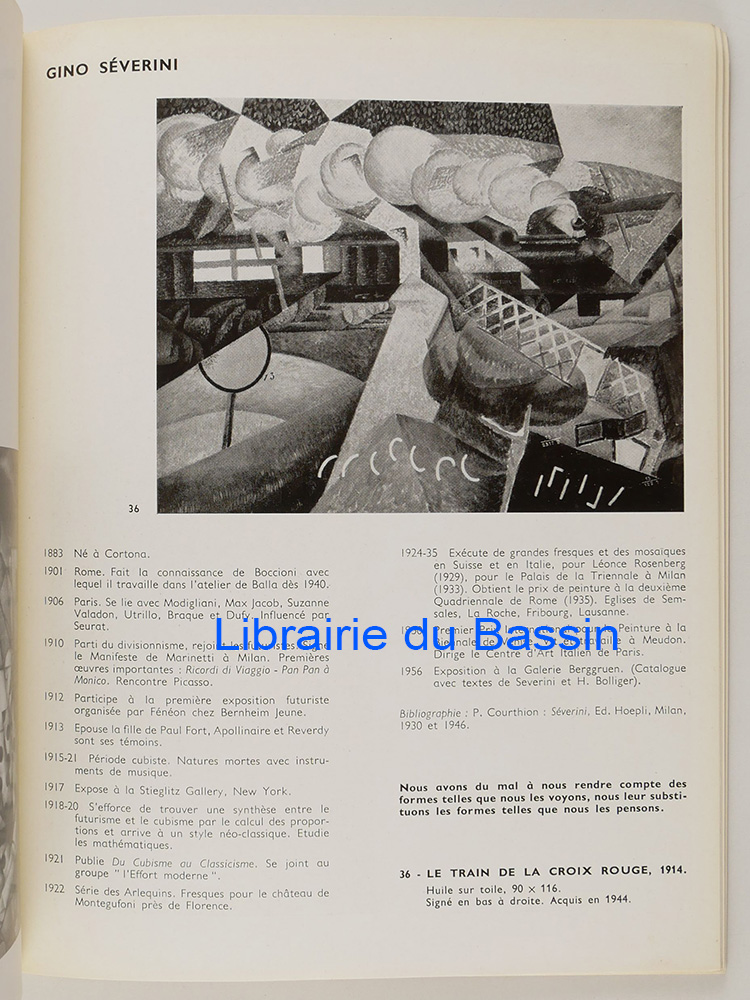 GINO SÉVERINI
13
36
1883 Né à Cortona.
1901 Rome. Fait la connaissance de Boccioni avec
lequel il travaille dans l'atelier de Balla dès 1940.
1906 Paris. Se lie avec Modigliani, Max Jacob, Suzanne
Valadon, Utrillo, Braque et Dufy. Influencé par
Seurat.
1910 Parti du divisionnisme, rejoint les futuristes. Signe
le Manifeste de Marinetti à Milan. Premières
œuvres importantes : Ricordi di Viaggio - Pan Pan à
Monico. Rencontre Picasso.
1912 Participe à la première exposition futuriste
organisée par Fénéon chez Bernheim Jeune.
1913 Epouse la fille de Paul Fort, Apollinaire et Reverdy
sont ses témoins.
1915-21 Période cubiste. Natures mortes avec instru-
ments de musique.
1917 Expose à la Stieglitz Gallery, New York.
1918-20 S'efforce de trouver une synthèse entre le
futurisme et le cubisme par le calcul des propor-
tions et arrive à un style néo-classique. Etudie
les mathématiques.
1921 Publie Du Cubisme au Classicisme. Se joint au
groupe " l'Effort moderne ".
1922 Série des Arlequins. Fresques pour le château de
Montegufoni près de Florence.
1924-35 Exécute de grandes fresques et des mosaïques
en Suisse et en Italie, pour Léonce Rosenberg
(1929), pour le Palais de la Triennale à Milan
(1933). Obtient le prix de peinture à la deuxième
Quadriennale de Rome (1935). Eglises de Sem-
sales, La Roche, Fribourg, Lausanne.
Premier Peinture à la
Biennale de travaille à Meudon.
Dirige le Centre d'Art Italien de Paris.
1956 Exposition à la Galerie Berggruen. (Catalogue
avec textes de Severini et H. Bolliger).
Bibliographie : P. Courthion : Séverini, Ed. Hoepli, Milan,
1930 et 1946.
Nous avons du mal à nous rendre compte des
formes telles que nous les voyons, nous leur substi-
tuons les formes telles que nous les pensons.
36 - LE TRAIN DE LA CROIX ROUGE, 1914.
Huile sur toile, 90 × 116.
Signé en bas à droite. Acquis en 1944.
Librairie du Bassin